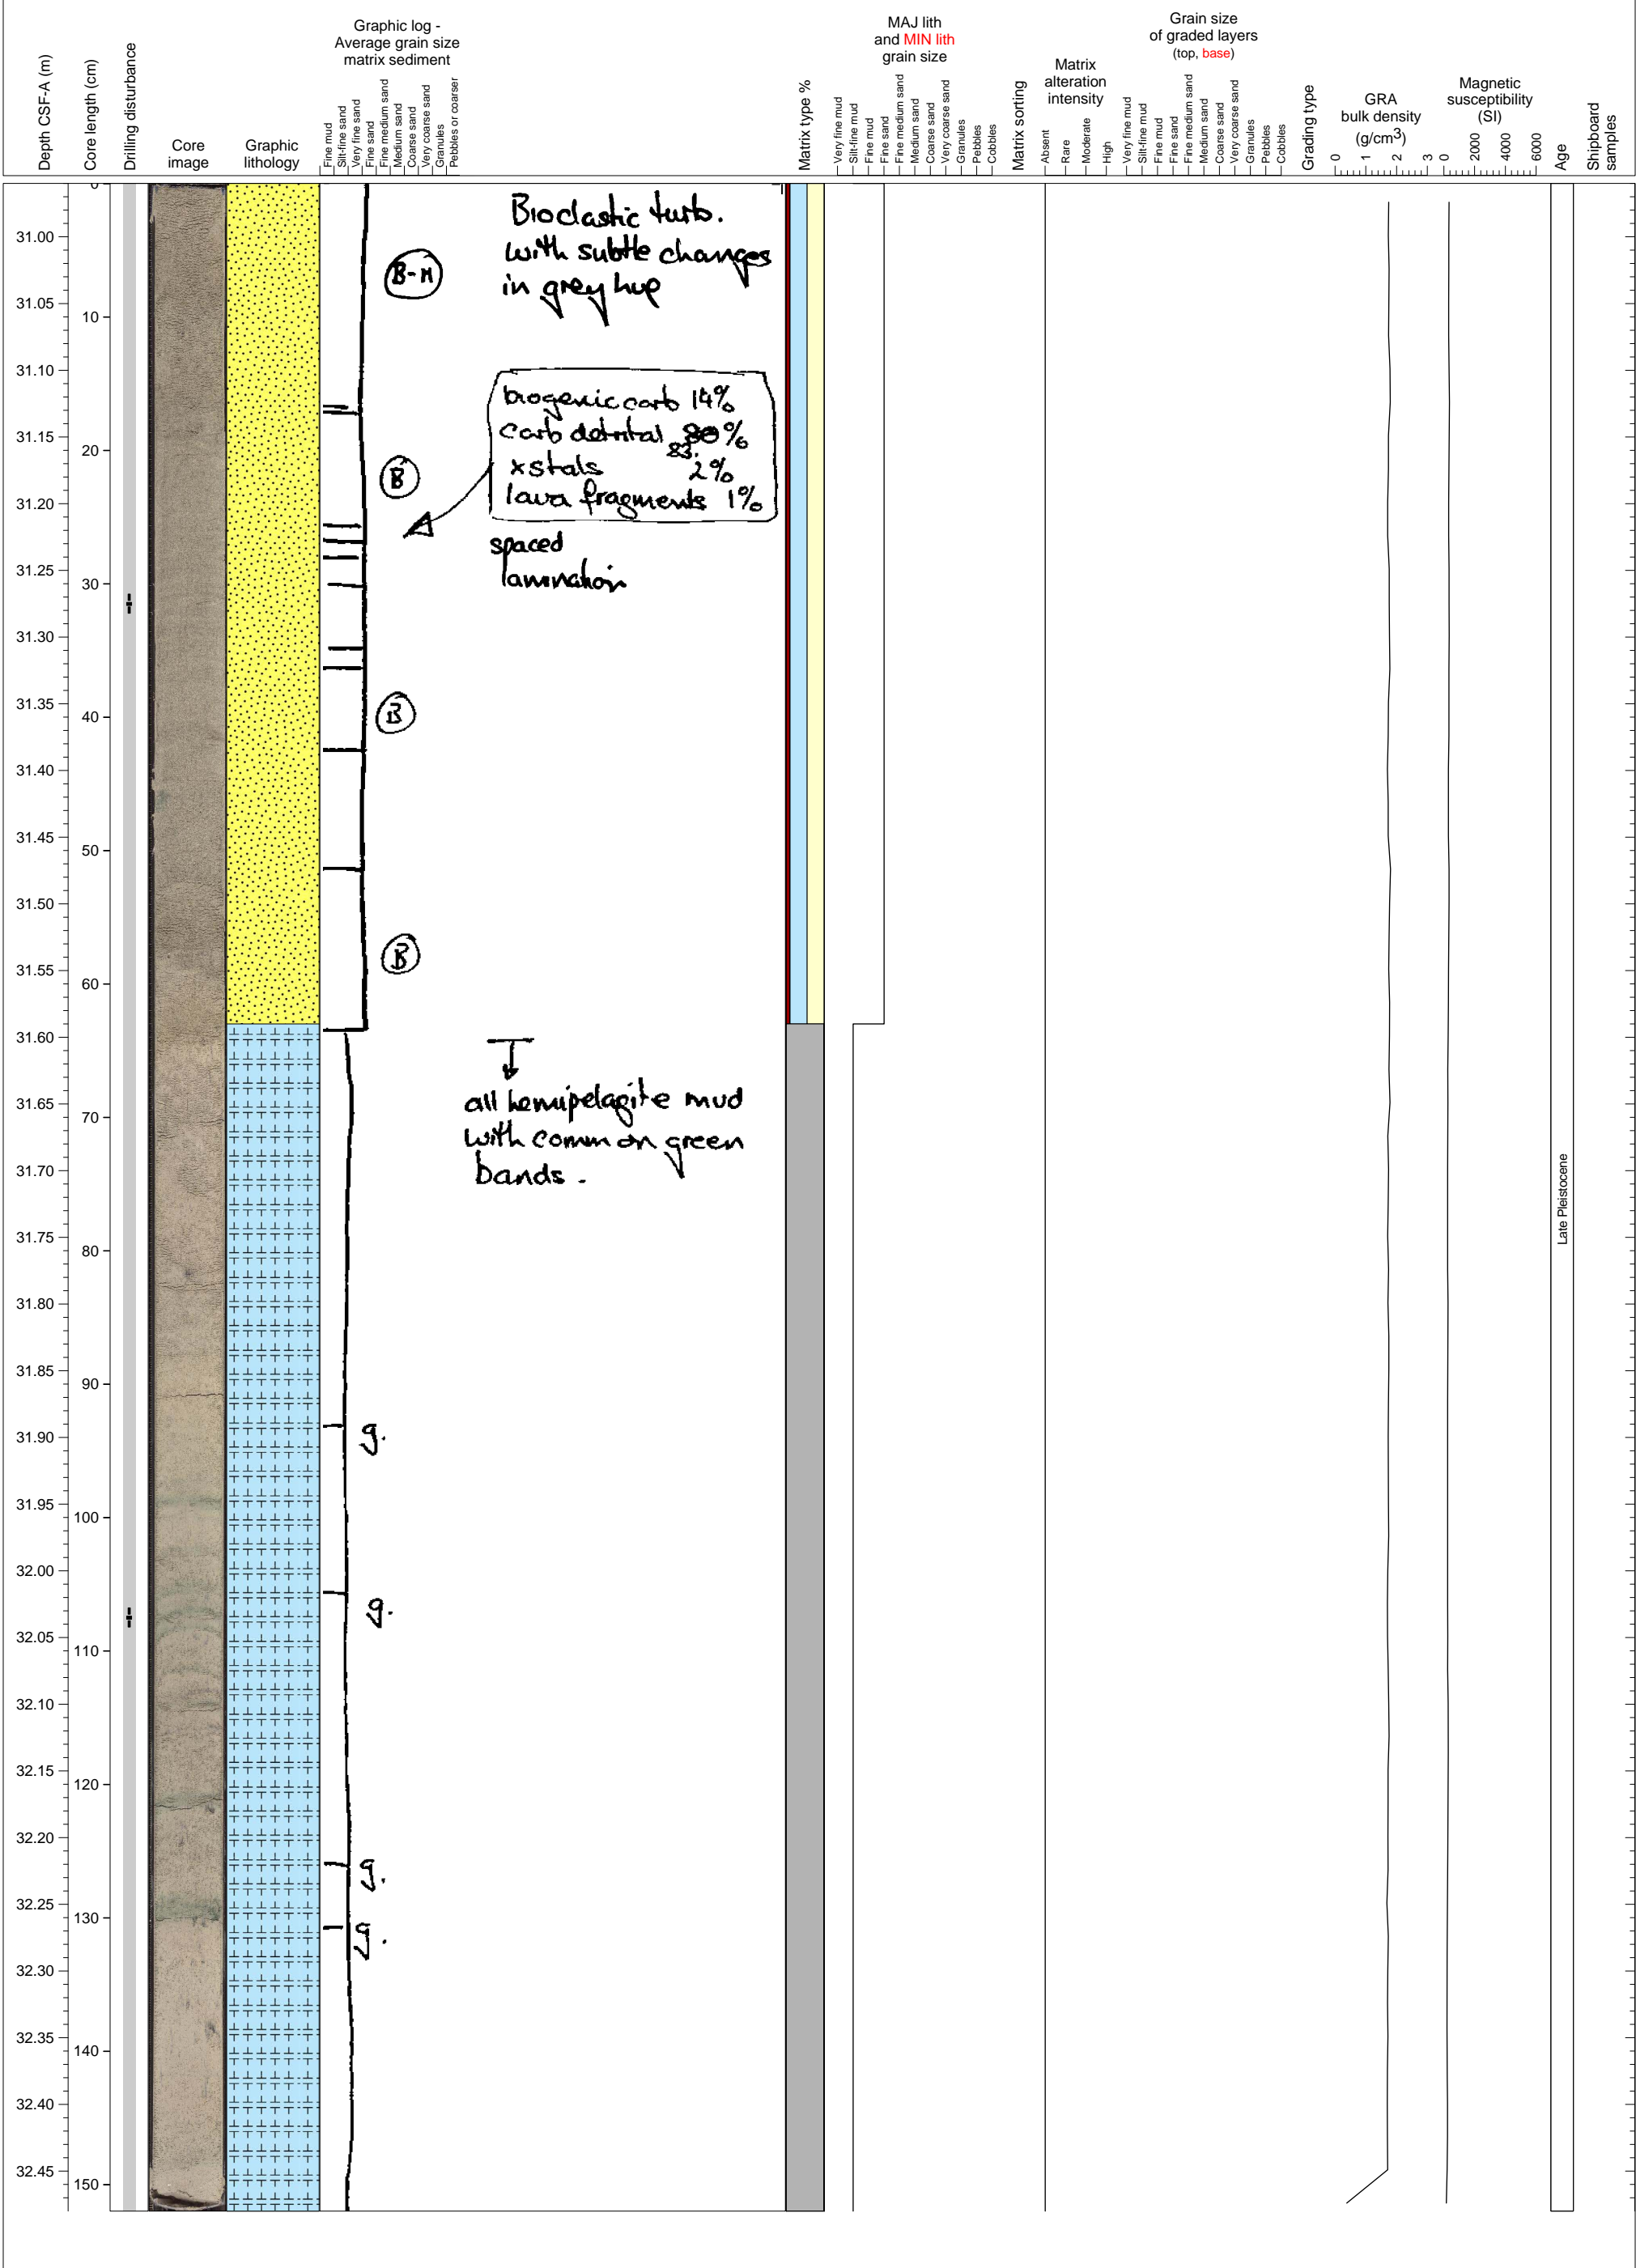 Depth CSF-A (m)
Core length (cm)
Drilling disturbance
Core
image
Graphic
lithology
Graphic log -
Average grain size
matrix sediment
Fine mud
Silt-fine sand
Very fine sand
Fine sand
Fine medium sand
Medium sand
Coarse sand
Very coarse sand
Granules
Pebbles or coarser
Matrix type %
MAJ lith
and MIN lith
grain size
Very fine mud
Silt-fine mud
Fine mud
Fine sand
Fine medium sand
Medium sand
Coarse sand
Very coarse sand
Granules
Pebbles
Cobbles
Matrix sorting
Matrix
alteration
intensity
Absent
Rare
Moderate
High
Grain size
of graded layers
(top, base)
Very fine mud
Silt-fine mud
Fine mud
Fine sand
Fine medium sand
Medium sand
Coarse sand
Very coarse sand
Granules
Pebbles
Cobbles
Grading type
GRA
bulk density
(g/cm3)
0 1 2 3
Magnetic
susceptibility
(SI)
0 2000 4000 6000
Age
Shipboard
samples
31.00
31.05
31.10
31.15
31.20
31.25
31.30
31.35
31.40
31.45
31.50
31.55
31.60
31.65
31.70
31.75
31.80
31.85
31.90
31.95
32.00
32.05
32.10
32.15
32.20
32.25
32.30
32.35
32.40
32.45
0
10
20
30
40
50
60
70
80
90
100
110
120
130
140
150
Bioclastic turb.
with subtle changes
in grey hue
B-M
biogenic carb 14%
carb detrital 80%
83.
xstals 2%
lava fragments 1%
B
spaced
lamination
B
B
all hemipelagite mud
with common green
bands.
g.
g.
g.
g.
Late Pleistocene